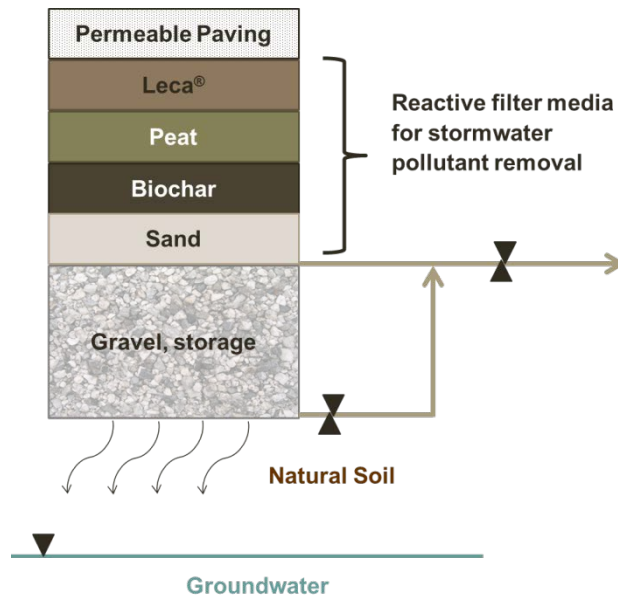 Permeable Paving
Leca®
Peat
Biochar
Sand
Reactive filter media
for stormwater
pollutant removal
Gravel, storage
Natural Soil
Groundwater